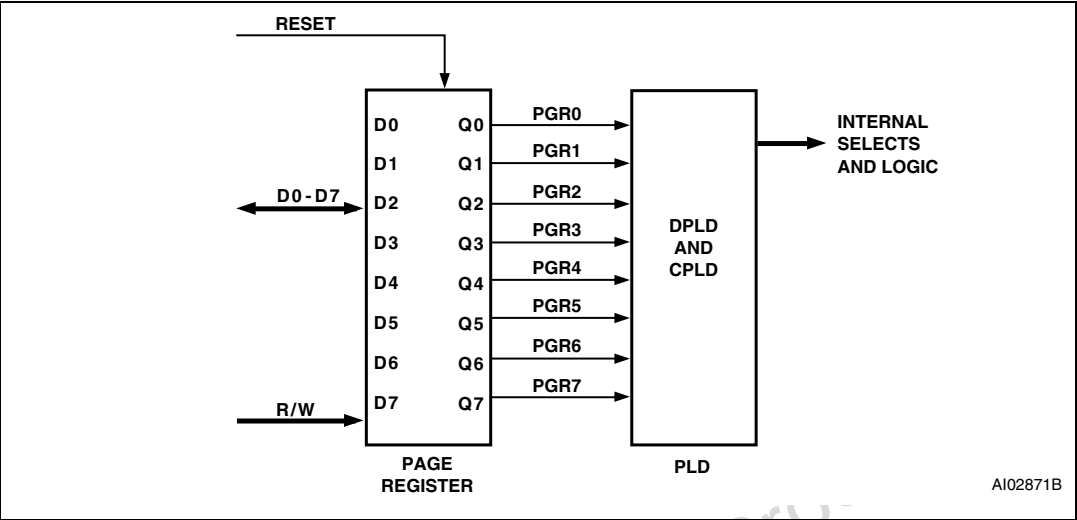 RESET
D0-D7
R/W
D0 Q0
D1 Q1
D2 Q2
D3 Q3
D4 Q4
D5 Q5
D6 Q6
D7 Q7
PAGE
REGISTER
PGR0
PGR1
PGR2
PGR3
PGR4
PGR5
PGR6
PGR7
DPLD
AND
CPLD
PLD
INTERNAL
SELECTS
AND LOGIC
AI02871B